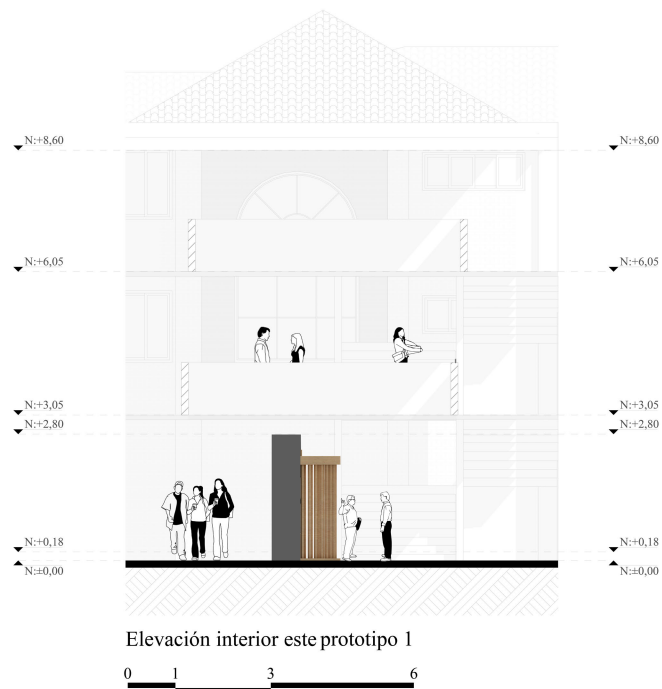 N:+8,60 N:+8,60
N:+6,05 N:+6,05
N:+3,05 N:+3,05
N:+2,80 N:+2,80
N:+0,18 N:+0,18
N:±0,00 N:±0,00
Elevación interior este prototipo 1
0 1 3 6